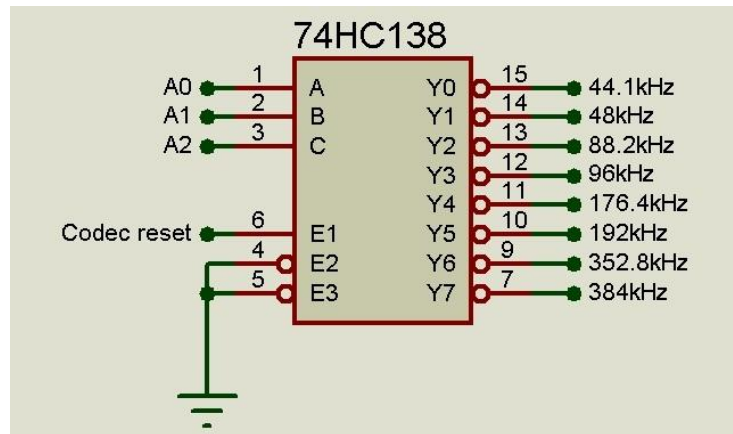 74HC138
A0 1 A Y0 15 44.1kHz
A1 2 B Y1 14 48kHz
A2 3 C Y2 13 88.2kHz
Y3 12 96kHz
Y4 11 176.4kHz
Codec reset 6 E1 Y5 10 192kHz
4 E2 Y6 9 352.8kHz
5 E3 Y7 7 384kHz